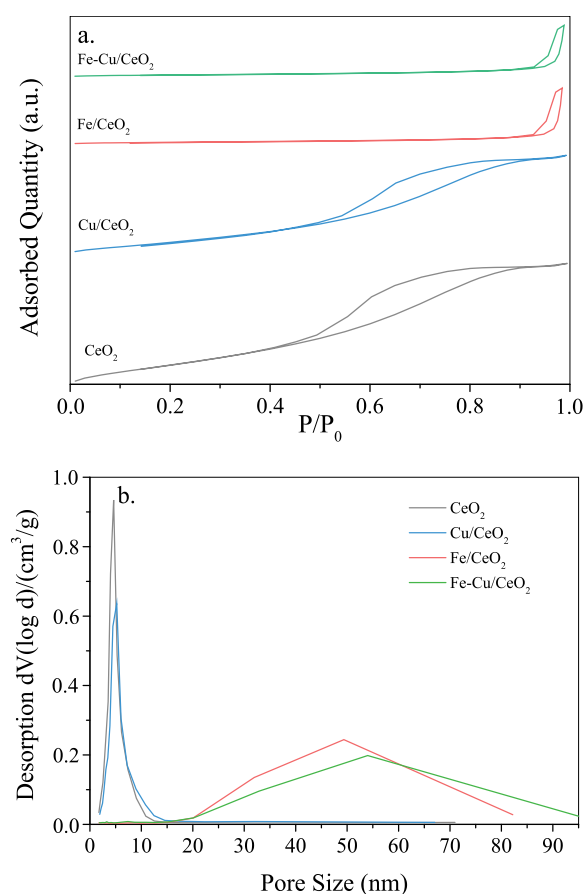 a.
Fe-Cu/CeO₂
Fe/CeO₂
Cu/CeO₂
CeO₂
Adsorbed Quantity (a.u.)
0.0 0.2 0.4 0.6 0.8 1.0
P/P₀
b.
1.0
0.8
0.6
0.4
0.2
0.0
CeO₂
Cu/CeO₂
Fe/CeO₂
Fe-Cu/CeO₂
Desorption dV(log d)/(cm³/g)
0 10 20 30 40 50 60 70 80 90
Pore Size (nm)